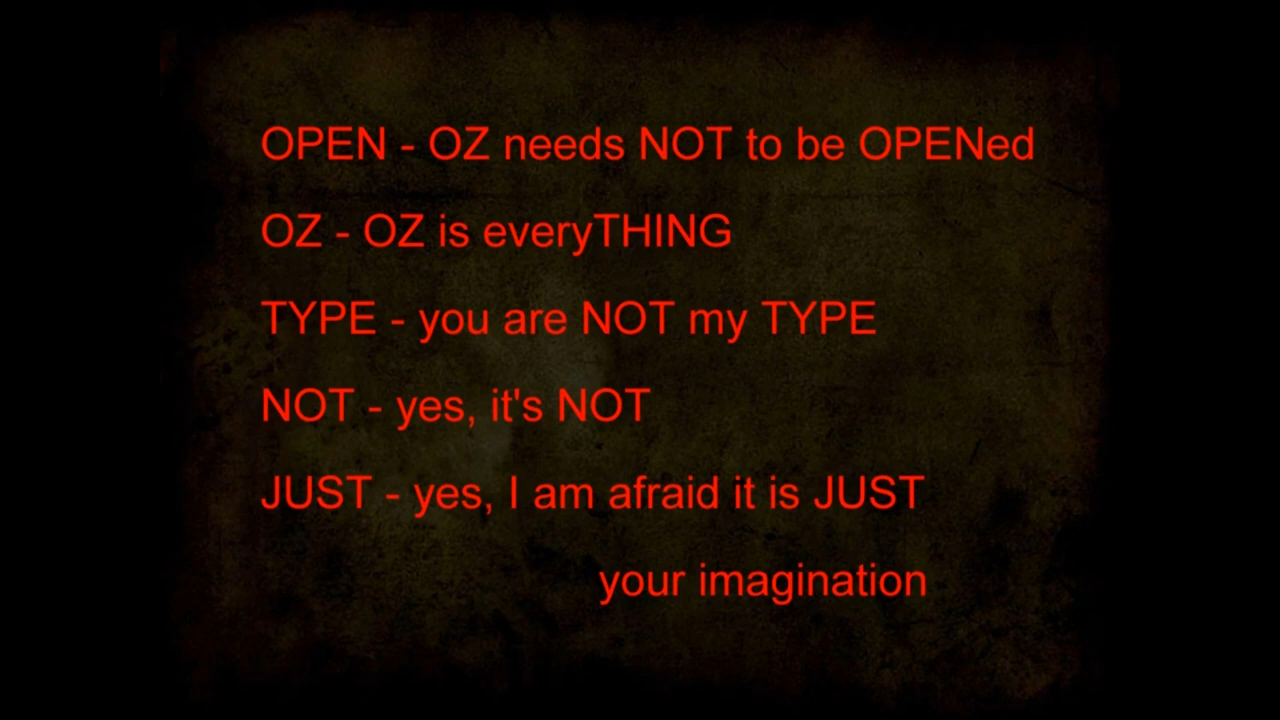 OPEN - OZ needs NOT to be OPENed
OZ - OZ is everyTHING
TYPE - you are NOT my TYPE
NOT - yes, it's NOT
JUST - yes, I am afraid it is JUST
your imagination